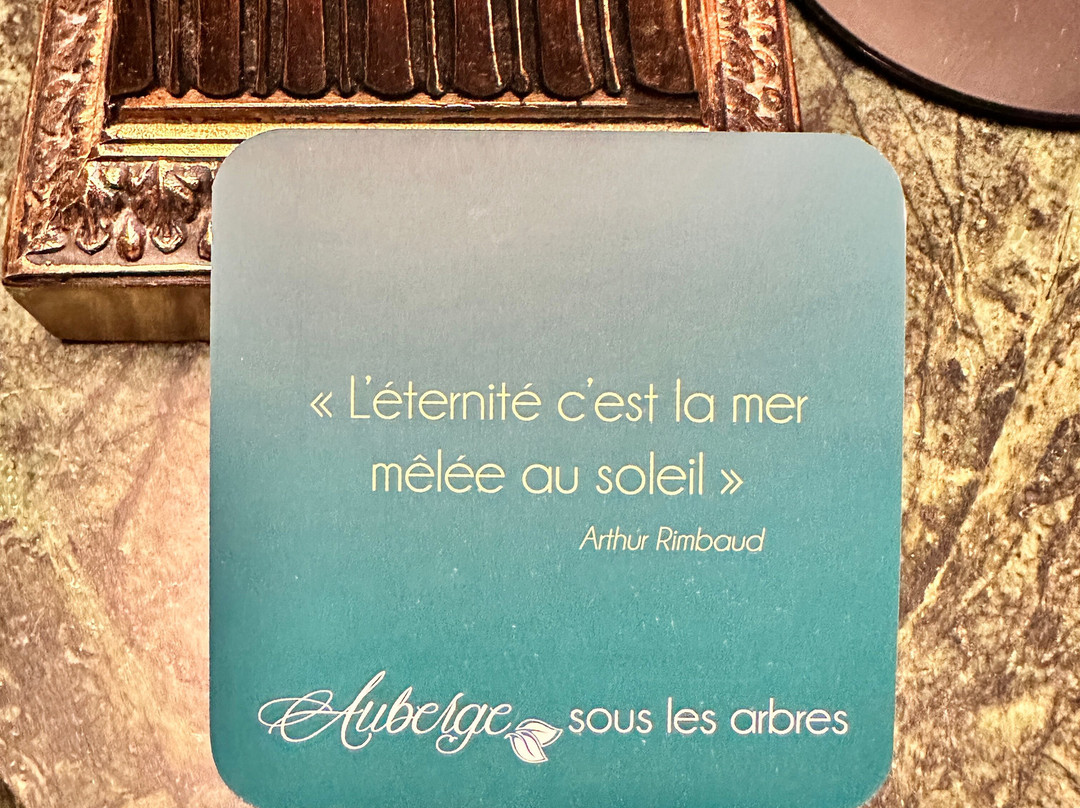 « L'éternité c'est la mer
mêlée au soleil »
Arthur Rimbaud
Auberge sous les arbres